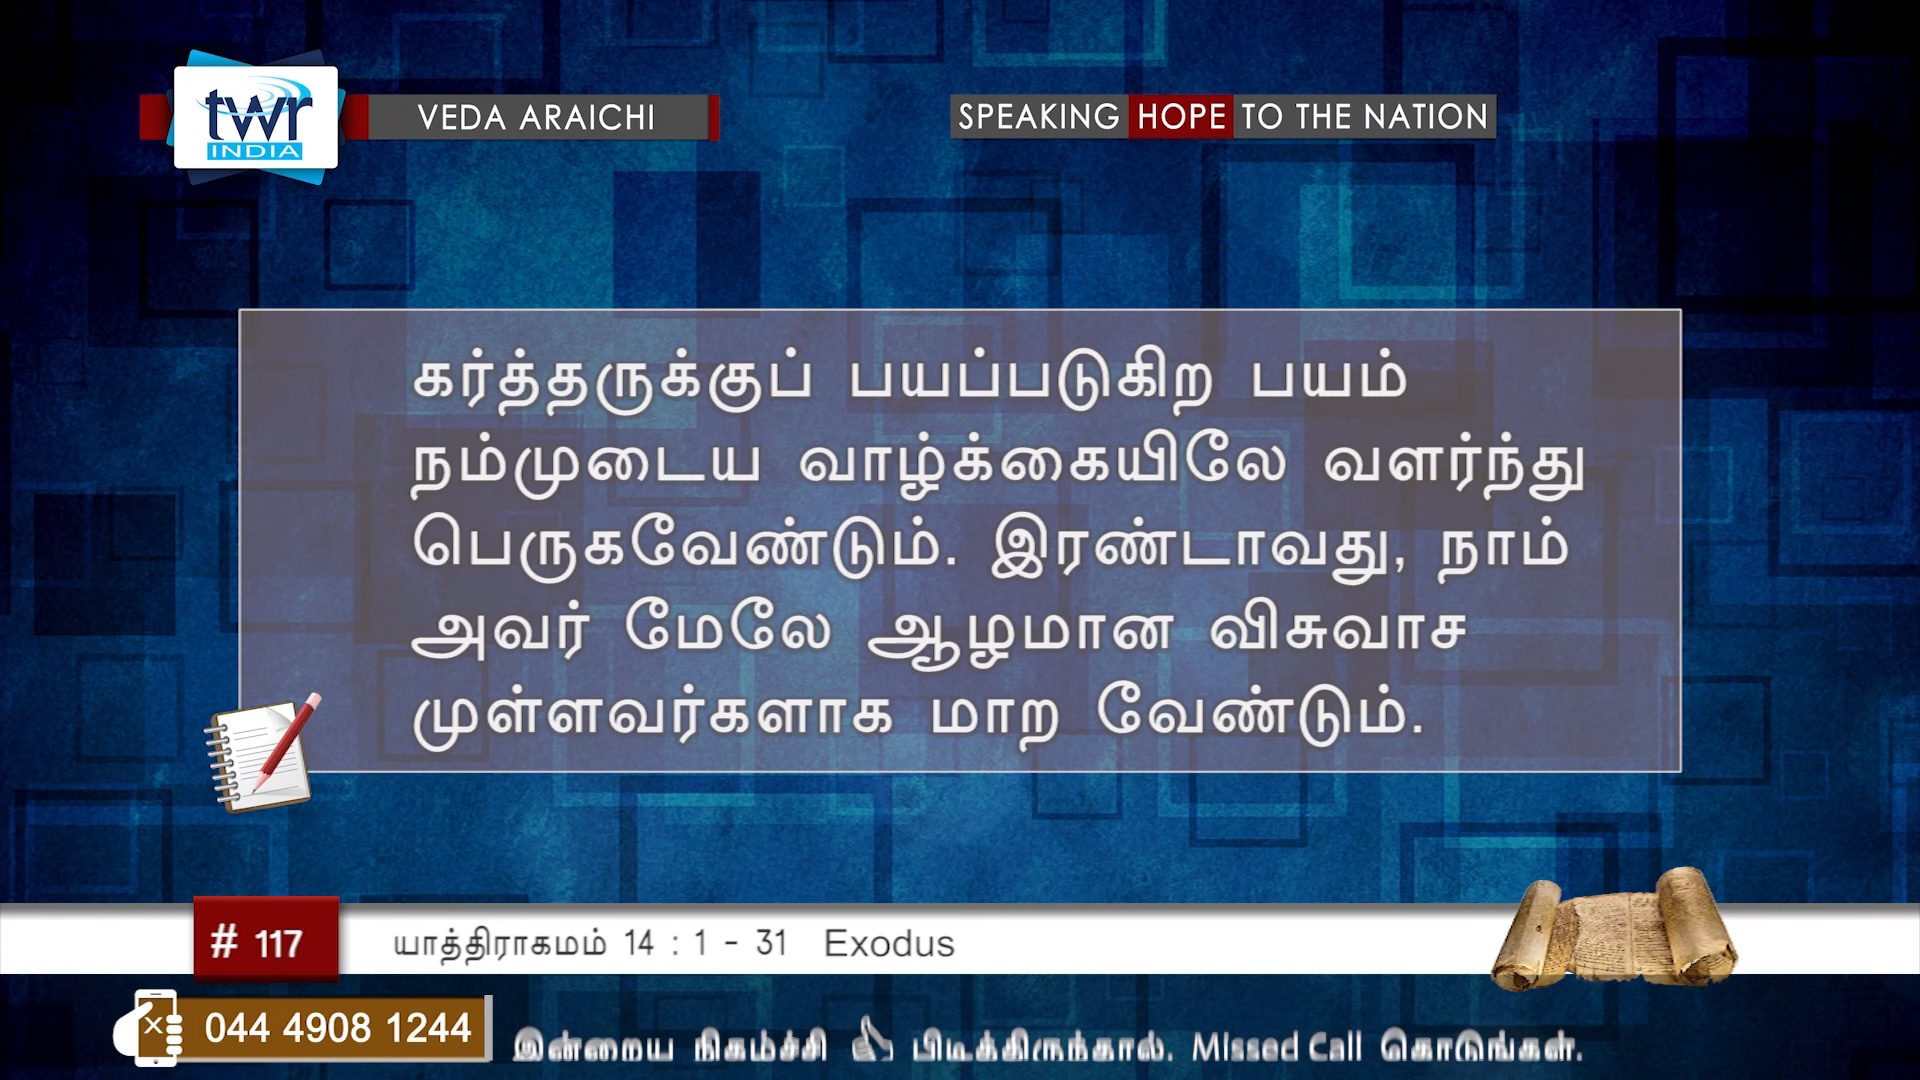 twr
INDIA
VEDA ARAICHI
SPEAKING HOPE TO THE NATION
கர்த்தருக்குப் பயப்படுகிற பயம்
நம்முடைய வாழ்க்கையிலே வளர்ந்து
பெருகவேண்டும். இரண்டாவது, நாம்
அவர் மேலே ஆழமான விசுவாச
முள்ளவர்களாக மாற வேண்டும்.
# 117
யாத்திராகமம் 14 : 1 - 31 Exodus
044 4908 1244
இன்றைய நிகழ்ச்சி பிடித்திருந்தால், Missed Call கொடுங்கள்.